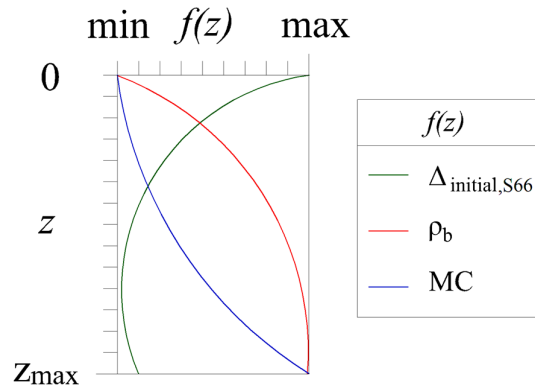 min f(z) max
0
z
zmax
f(z)
Δinitial,S66
ρb
MC